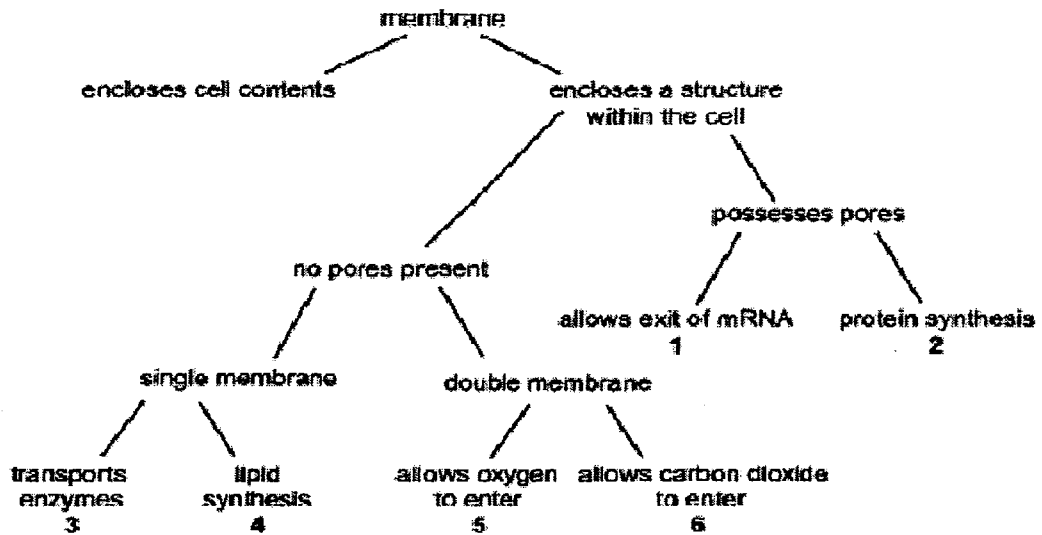 membrane
encloses cell contents
encloses a structure
within the cell
possesses pores
no pores present
allows exit of mRNA
1
protein synthesis
2
single membrane
double membrane
transports
enzymes
3
lipid
synthesis
4
allows oxygen
to enter
5
allows carbon dioxide
to enter
6